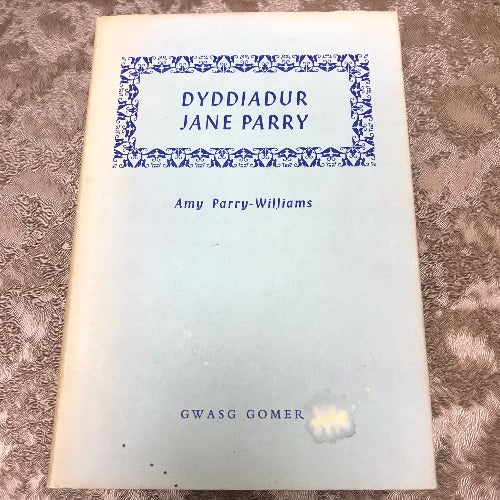 DYDDIADUR
JANE PARRY
Amy Parry-Williams
GWASG GOMER